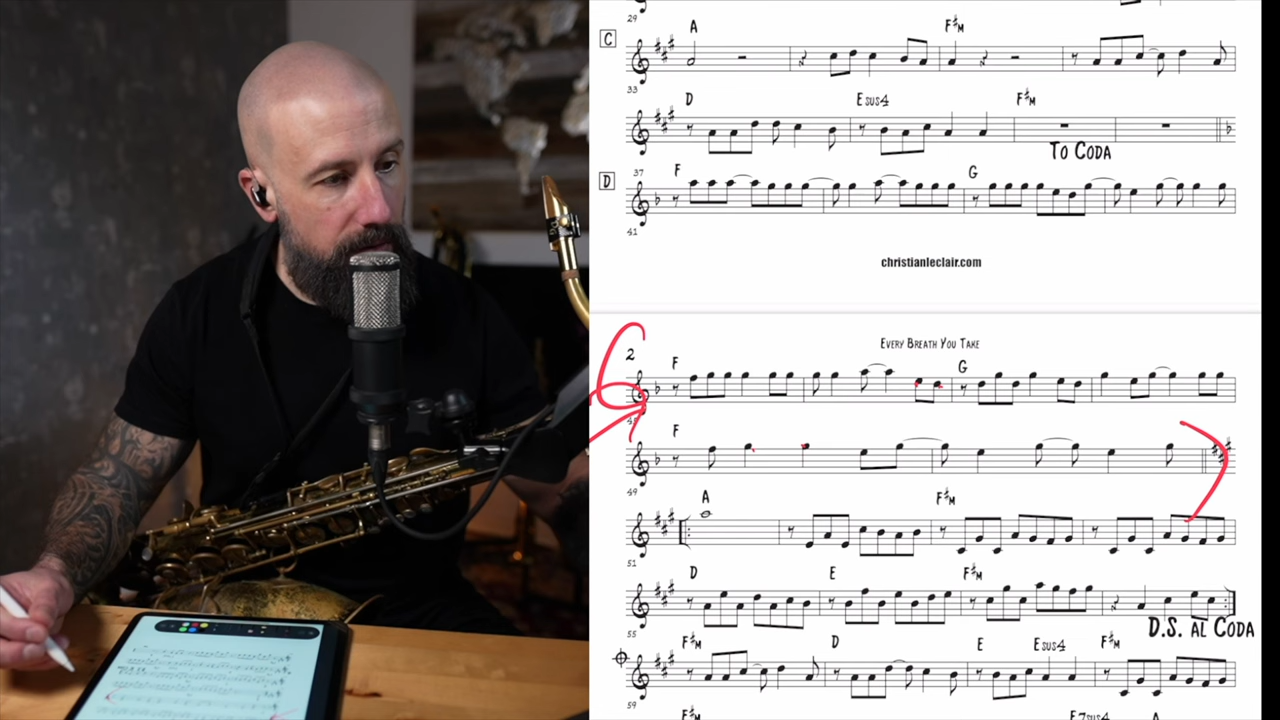 29
C A F#M
33
D Esus4 F#M
To Coda
D 37 F G
41
christianleclair.com
Every Breath You Take
2 F G
F
49
A F#M
51
D E F#M
55 D.S. al Coda
F#M D E Esus4 F#M
59
F#M E7sus4 A